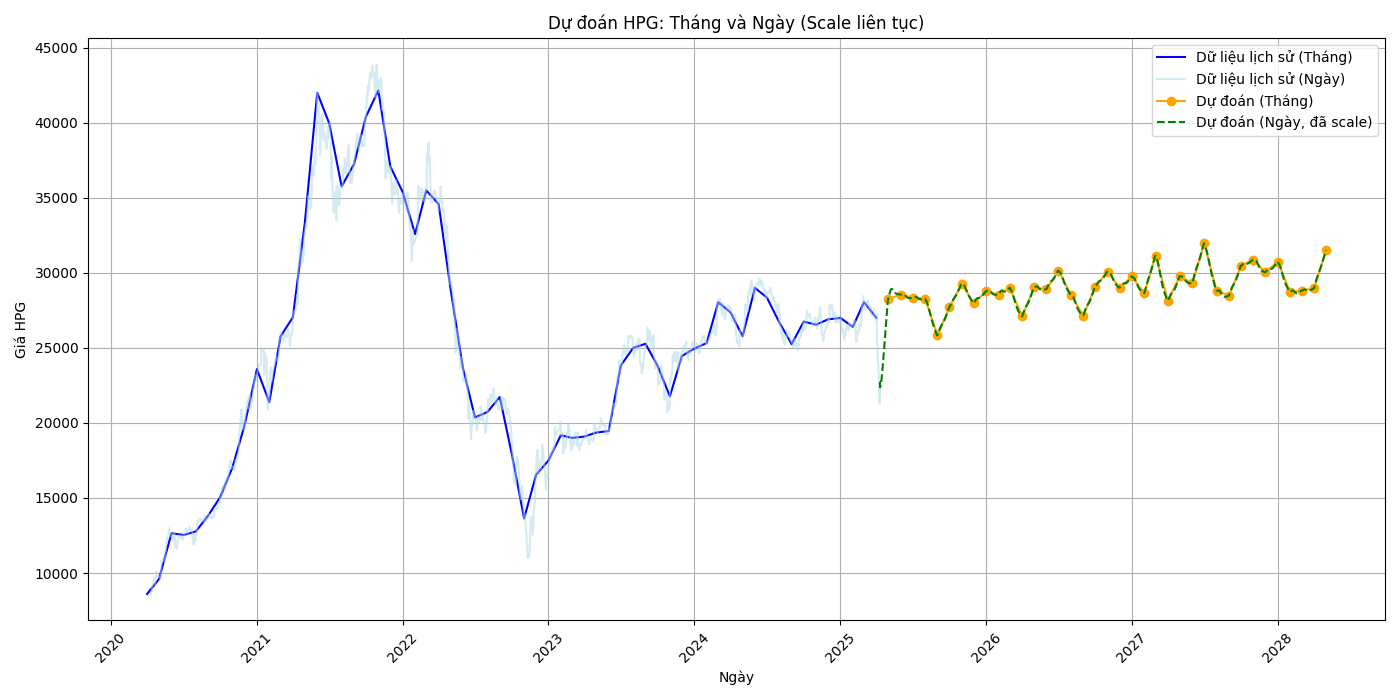 Dự đoán HPG: Tháng và Ngày (Scale liên tục)
Dữ liệu lịch sử (Tháng)
Dữ liệu lịch sử (Ngày)
Dự đoán (Tháng)
Dự đoán (Ngày, đã scale)
Giá HPG
45000
40000
35000
30000
25000
20000
15000
10000
2020
2021
2022
2023
2024
2025
2026
2027
2028
Ngày